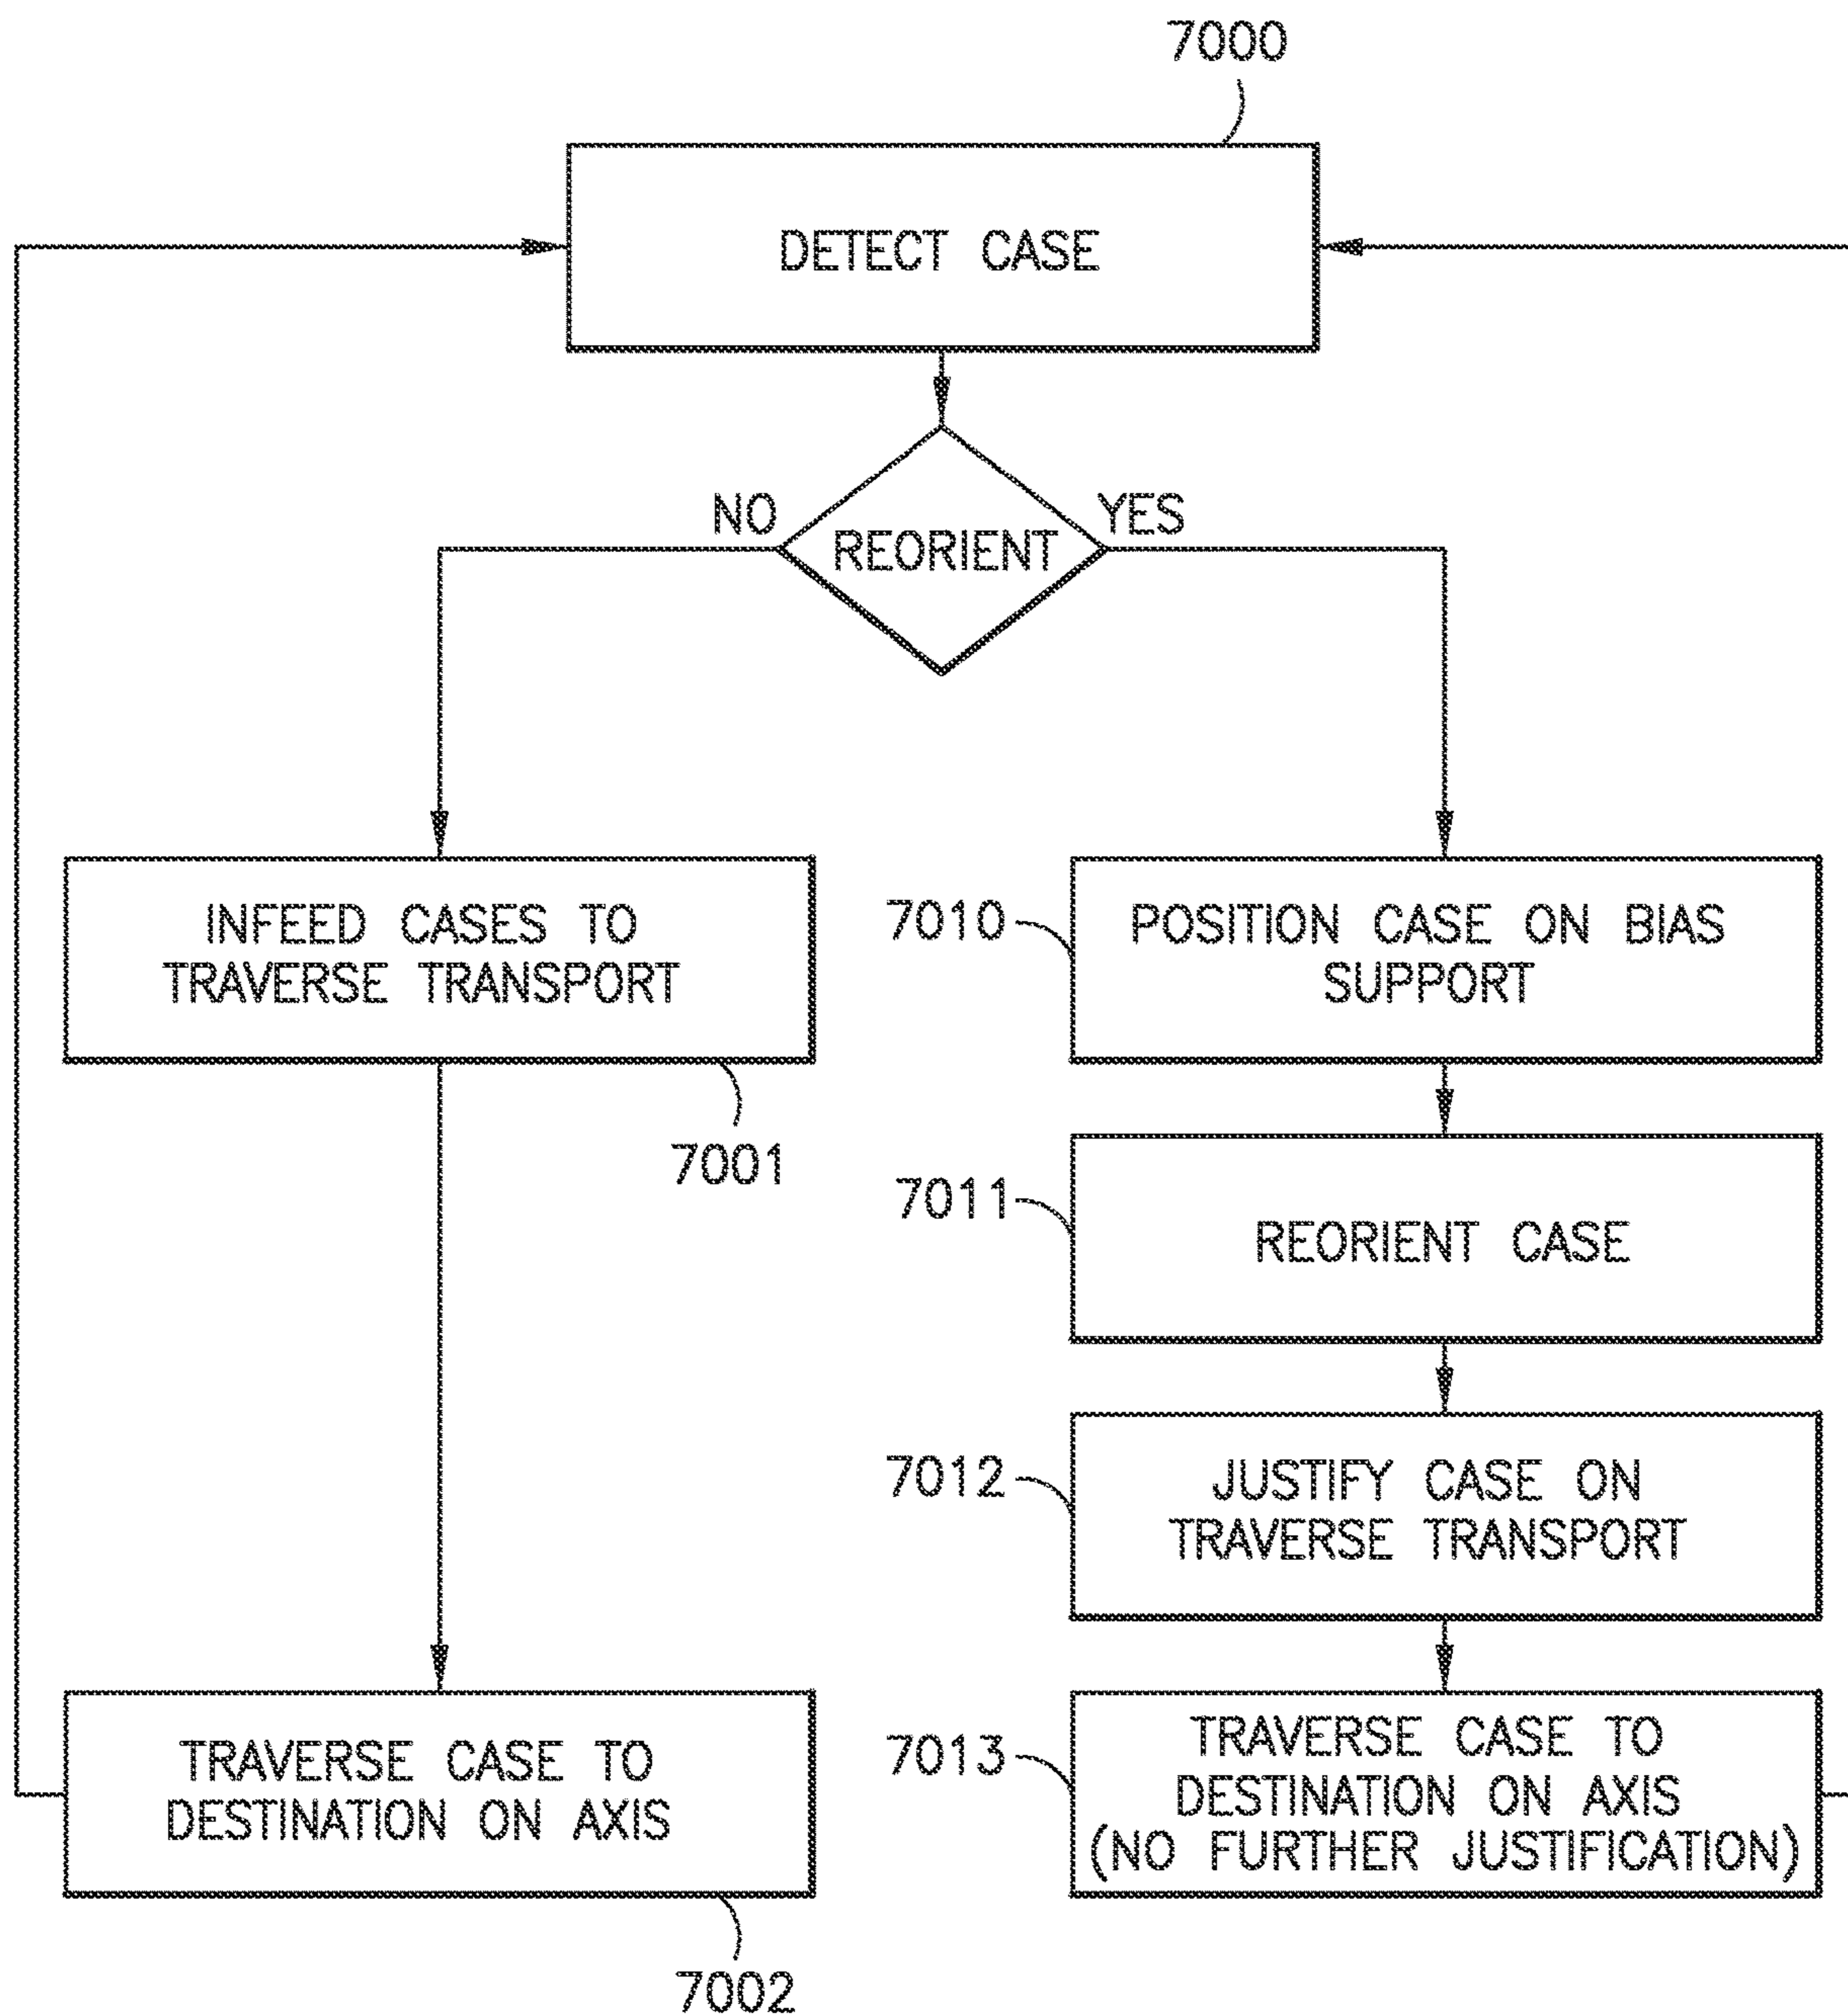 7000
DETECT CASE
NO
YES
REORIENT
INFEED CASES TO
TRAVERSE TRANSPORT
7001
TRAVERSE CASE TO
DESTINATION ON AXIS
7002
7010
POSITION CASE ON BIAS
SUPPORT
7011
REORIENT CASE
7012
JUSTIFY CASE ON
TRAVERSE TRANSPORT
7013
TRAVERSE CASE TO
DESTINATION ON AXIS
(NO FURTHER JUSTIFICATION)